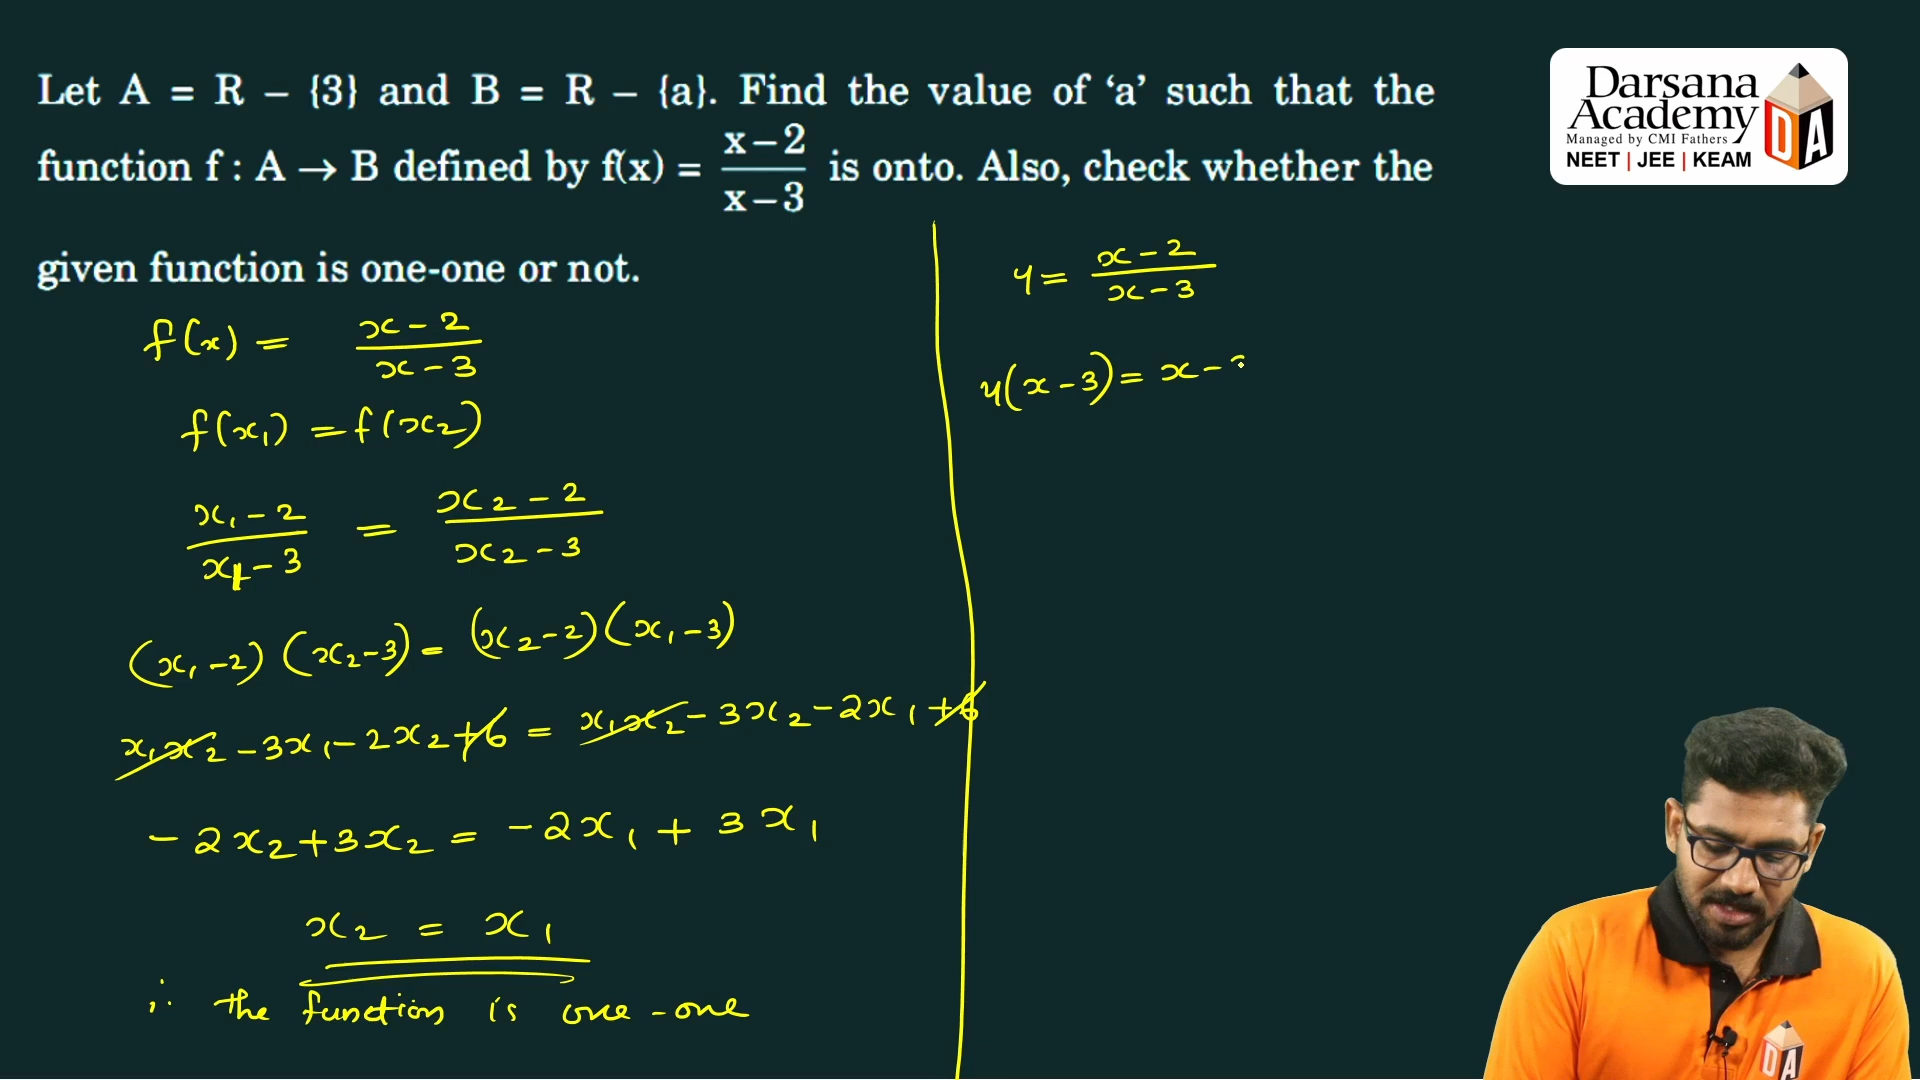 Let A = R – {3} and B = R – {a}. Find the value of ‘a’ such that the
function f : A → B defined by f(x) = (x – 2)/(x – 3) is onto. Also, check whether the
given function is one-one or not.
f(x) = (x - 2)/(x - 3)
f(x₁) = f(x₂)
(x₁ - 2)/(x₁ - 3) = (x₂ - 2)/(x₂ - 3)
(x₁ - 2)(x₂ - 3) = (x₂ - 2)(x₁ - 3)
x₁x₂ - 3x₁ - 2x₂ + 6 = x₁x₂ - 3x₂ - 2x₁ + 6
- 2x₂ + 3x₂ = - 2x₁ + 3x₁
x₂ = x₁
∴ the function is one-one
y = (x - 2)/(x - 3)
y(x - 3) = x -
Darsana
Academy
Managed by CMI Fathers
NEET | JEE | KEAM
DA
DA